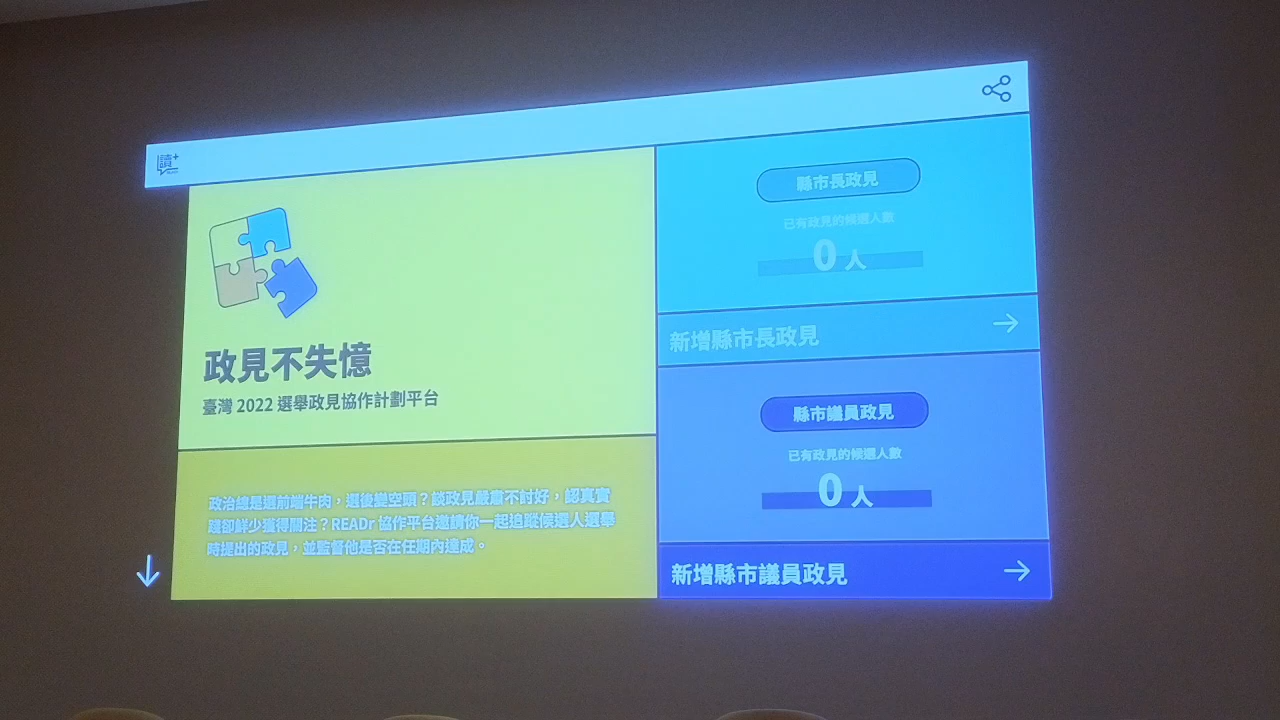 讀+
政見不失憶
臺灣 2022 選舉政見協作計劃平台
政治總是選前端牛肉，選後變空頭？談政見嚴肅不討好，認真實
踐卻鮮少獲得關注？READr 協作平台邀請你一起追蹤候選人選舉
時提出的政見，並監督他是否在任期內達成。
縣市長政見
已有政見的候選人數
0 人
新增縣市長政見
縣市議員政見
已有政見的候選人數
0 人
新增縣市議員政見